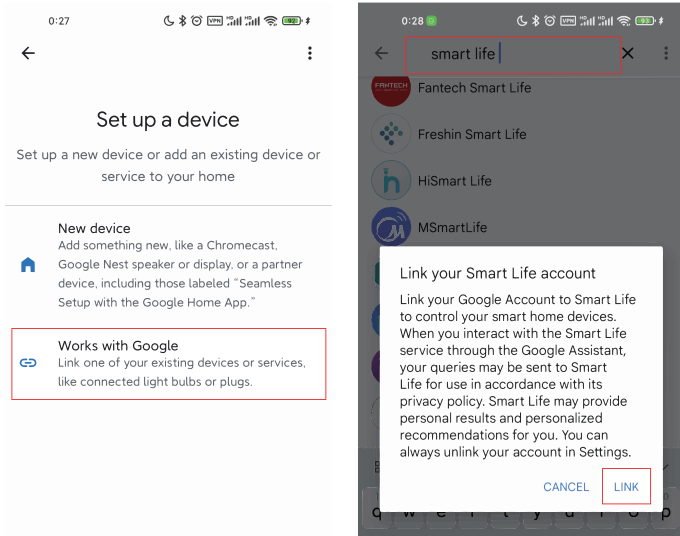 0:27
VPN
HD
HD
92
Set up a device
Set up a new device or add an existing device or
service to your home
New device
Add something new, like a Chromecast,
Google Nest speaker or display, or a partner
device, including those labeled "Seamless
Setup with the Google Home App."
Works with Google
Link one of your existing devices or services,
like connected light bulbs or plugs.
0:28
VPN
HD
HD
93
smart life
FANTECH
Fantech Smart Life
Freshin Smart Life
HiSmart Life
MSmartLife
Link your Smart Life account
Link your Google Account to Smart Life
to control your smart home devices.
When you interact with the Smart Life
service through the Google Assistant,
your queries may be sent to Smart
Life for use in accordance with its
privacy policy. Smart Life may provide
personal results and personalized
recommendations for you. You can
always unlink your account in Settings.
CANCEL LINK
q w e r t y u i o p